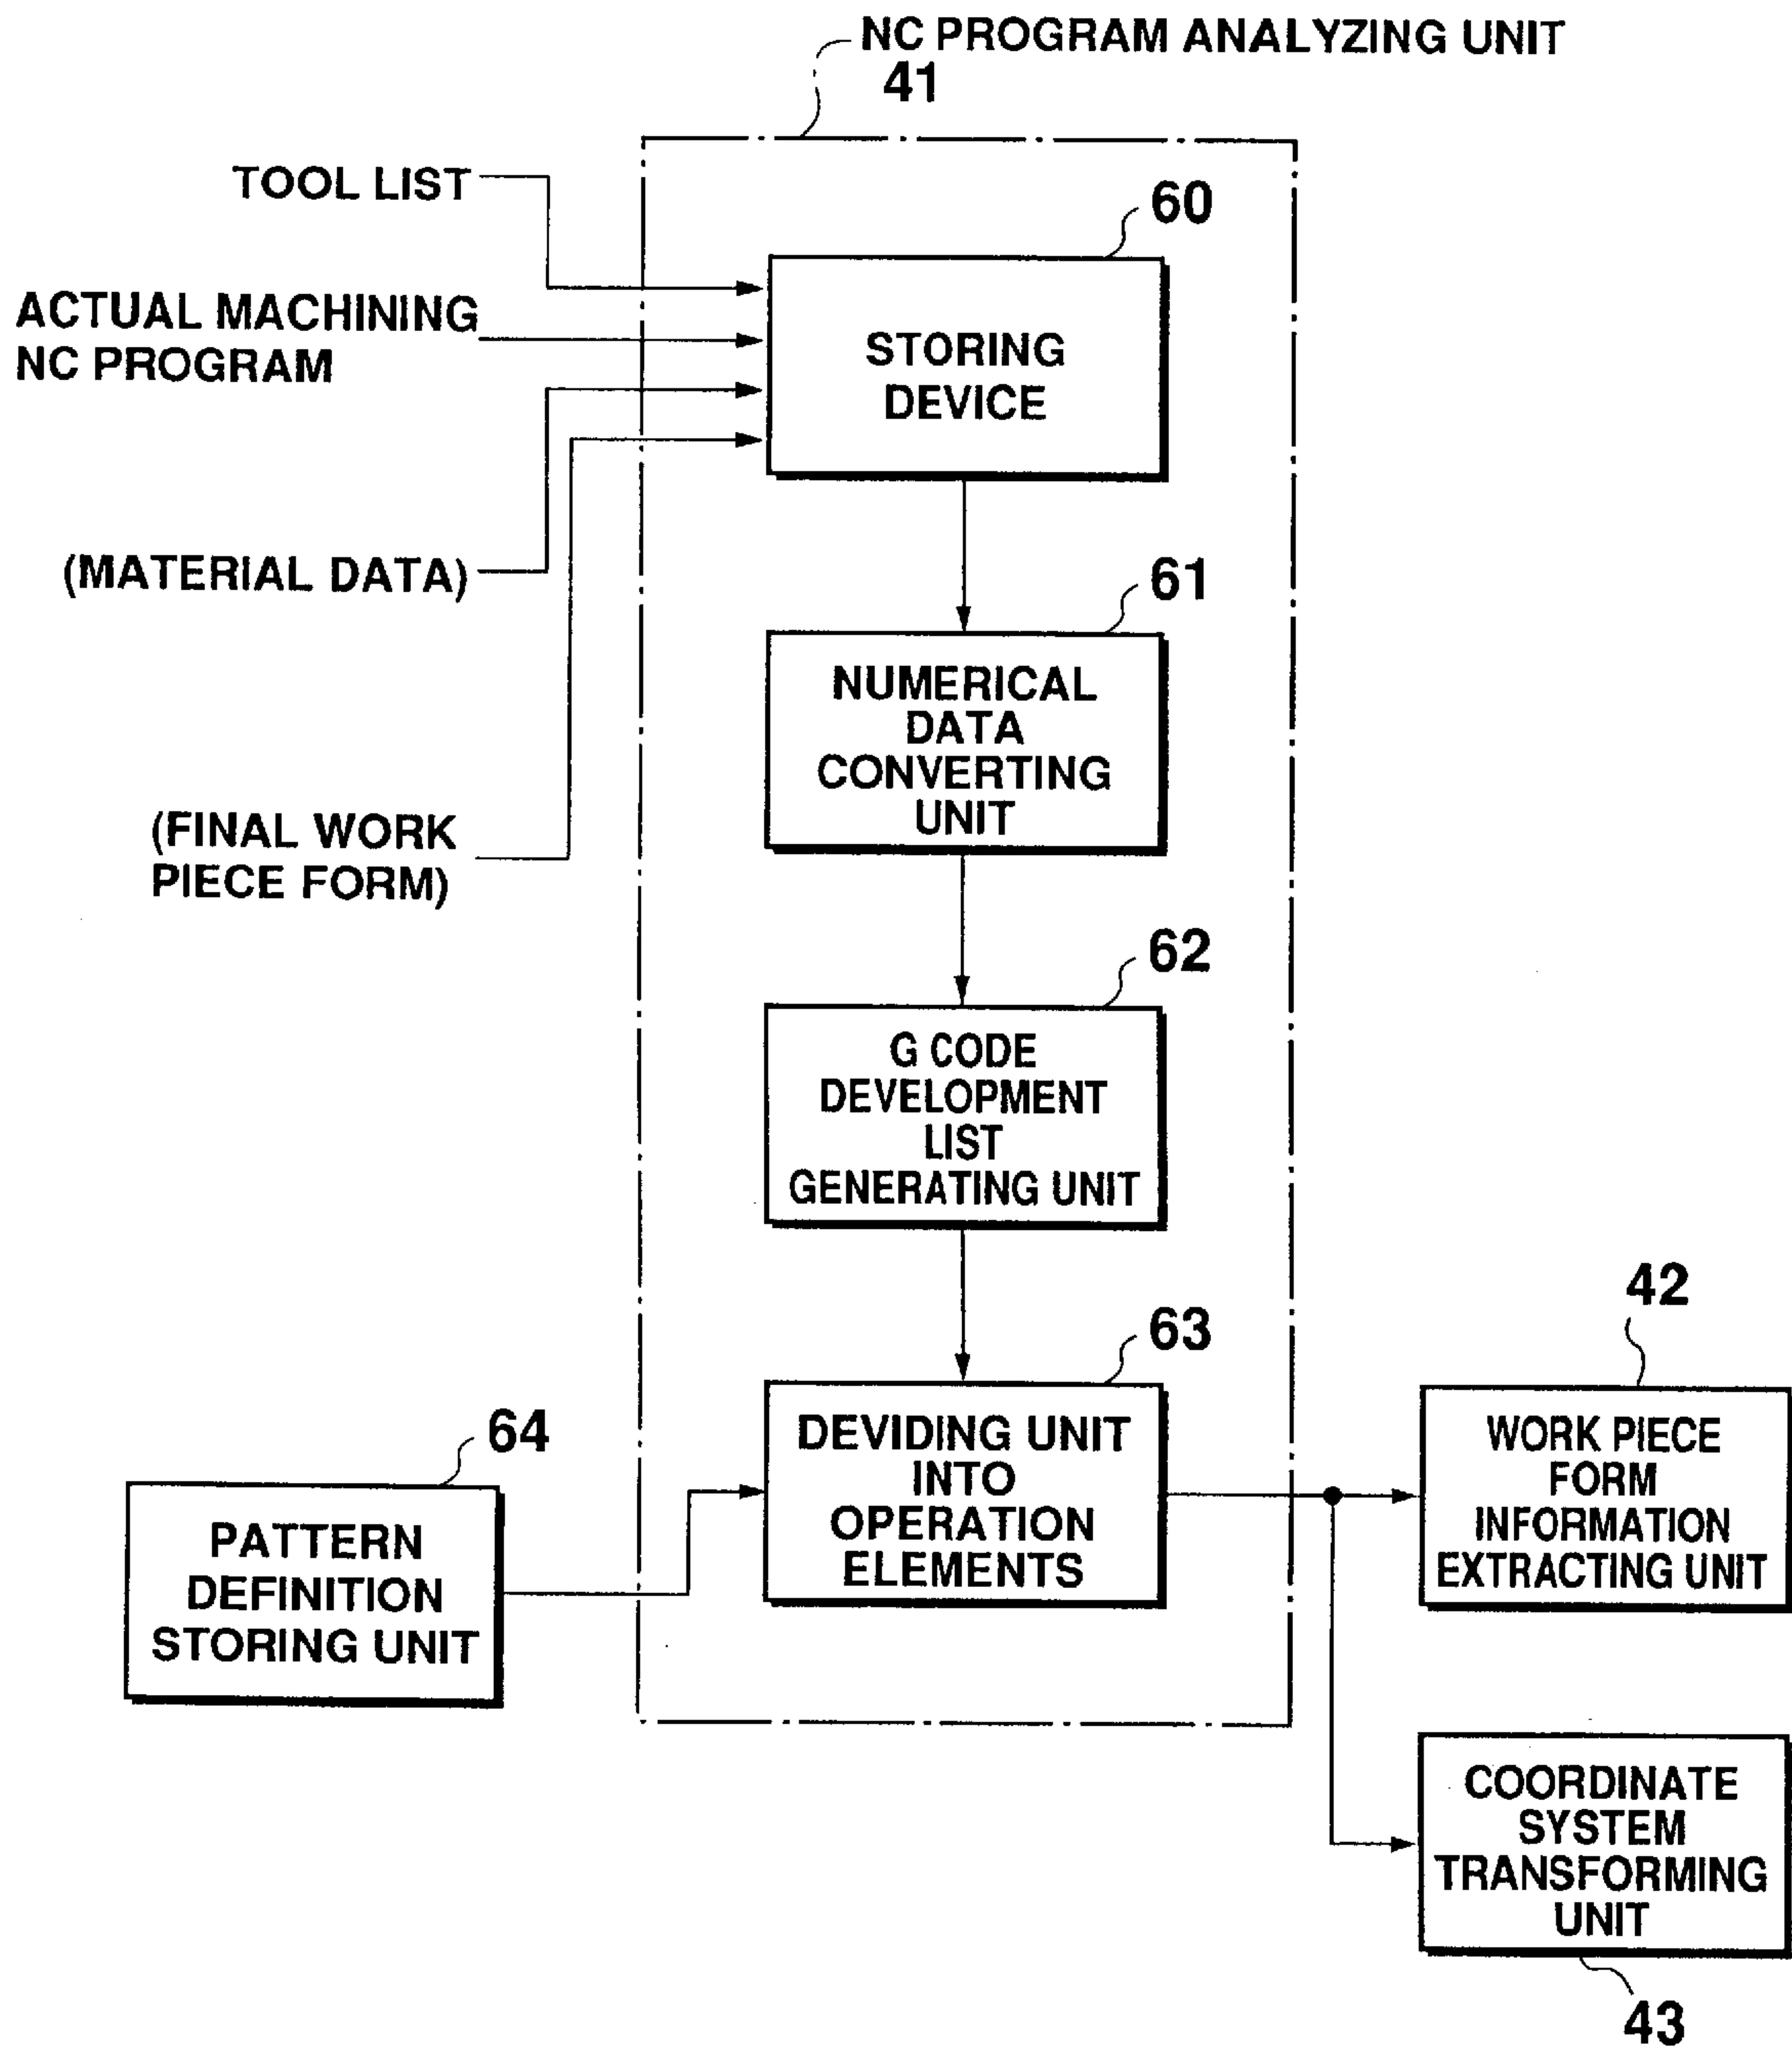 NC PROGRAM ANALYZING UNIT
41
TOOL LIST
60
ACTUAL MACHINING
NC PROGRAM
STORING
DEVICE
(MATERIAL DATA)
61
NUMERICAL
DATA
CONVERTING
UNIT
(FINAL WORK
PIECE FORM)
62
G CODE
DEVELOPMENT
LIST
GENERATING UNIT
63
DEVIDING UNIT
INTO
OPERATION
ELEMENTS
64
PATTERN
DEFINITION
STORING UNIT
42
WORK PIECE
FORM
INFORMATION
EXTRACTING UNIT
COORDINATE
SYSTEM
TRANSFORMING
UNIT
43